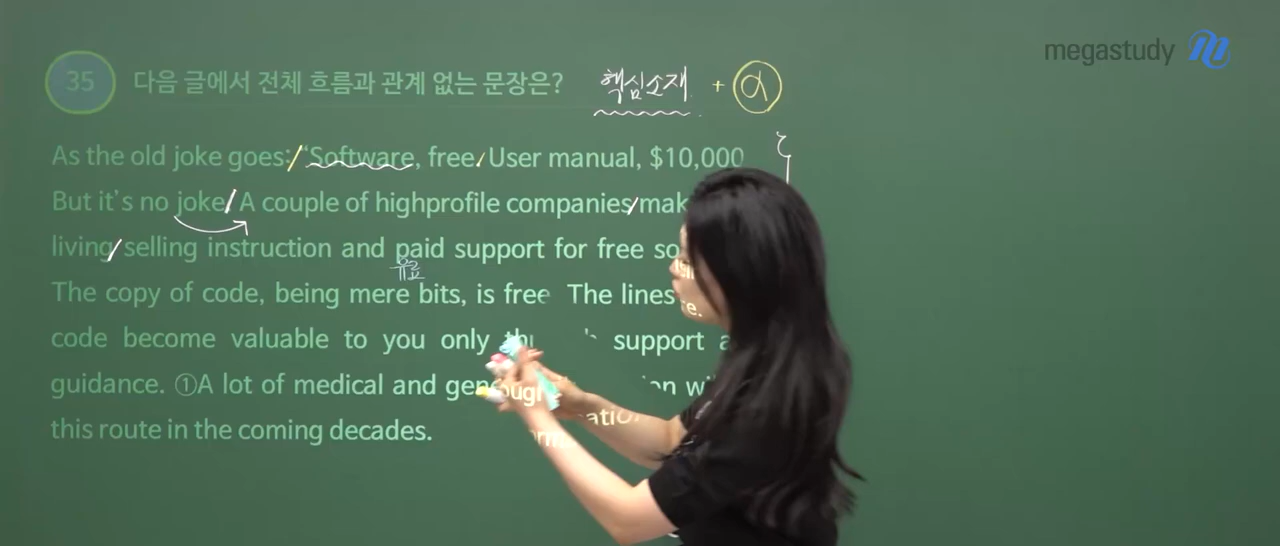 megastudy
35 다음 글에서 전체 흐름과 관계 없는 문장은? 핵심소재 + α
As the old joke goes: “Software, free. User manual, $10,000
But it's no joke. A couple of highprofile companies
living selling instruction and paid support for free
유료
The copy of code, being mere bits, is free The lines
code become valuable to you only support
guidance. ①A lot of medical and
this route in the coming decades.